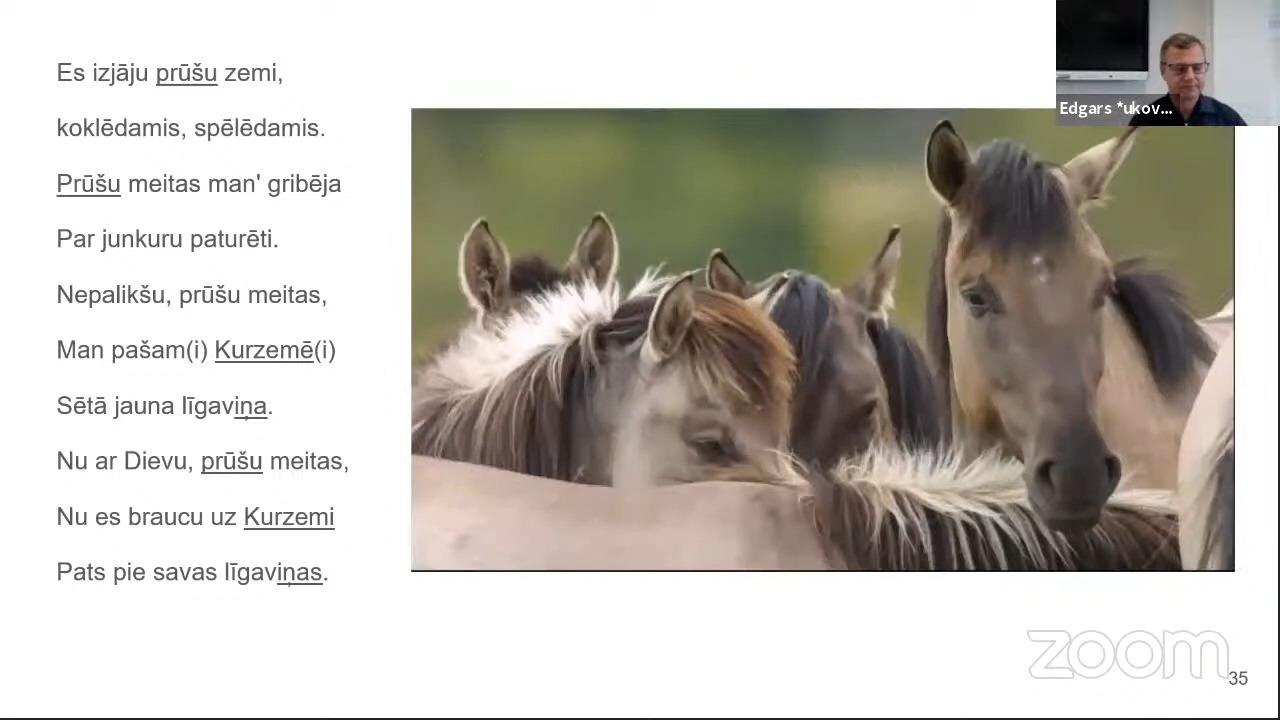 Es izjāju prūšu zemi,
koklēdamis, spēlēdamis.
Prūšu meitas man' gribēja
Par junkuru paturēti.
Nepalikšu, prūšu meitas,
Man pašam(i) Kurzemē(i)
Sētā jauna līgaviņa.
Nu ar Dievu, prūšu meitas,
Nu es braucu uz Kurzemi
Pats pie savas līgaviņas.
Edgars *ukov...
zoom
35